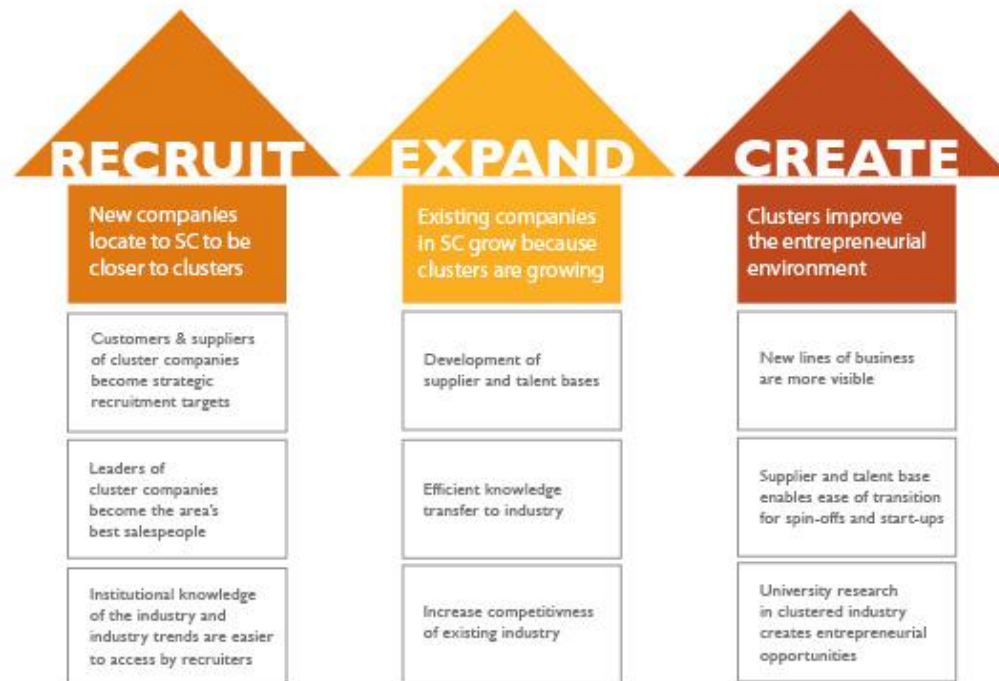 RECRUIT
New companies
locate to SC to be
closer to clusters
Customers & suppliers
of cluster companies
become strategic
recruitment targets
Leaders of
cluster companies
become the area's
best salespeople
Institutional knowledge
of the industry and
industry trends are easier
to access by recruiters
EXPAND
Existing companies
in SC grow because
clusters are growing
Development of
supplier and talent bases
Efficient knowledge
transfer to industry
Increase competitivness
of existing industry
CREATE
Clusters improve
the entrepreneurial
environment
New lines of business
are more visible
Supplier and talent base
enables ease of transition
for spin-offs and start-ups
University research
in clustered industry
creates entrepreneurial
opportunities